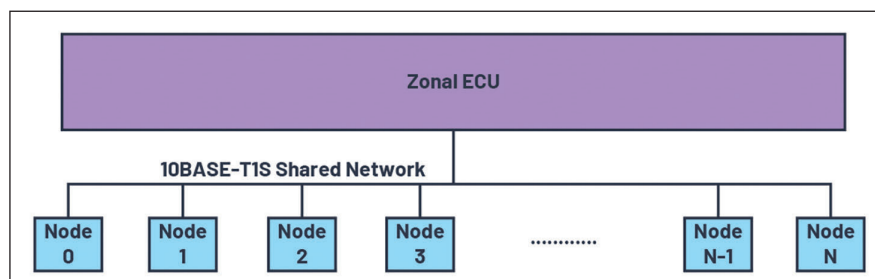 Zonal ECU
10BASE-T1S Shared Network
Node
0
Node
1
Node
2
Node
3
............
Node
N-1
Node
N